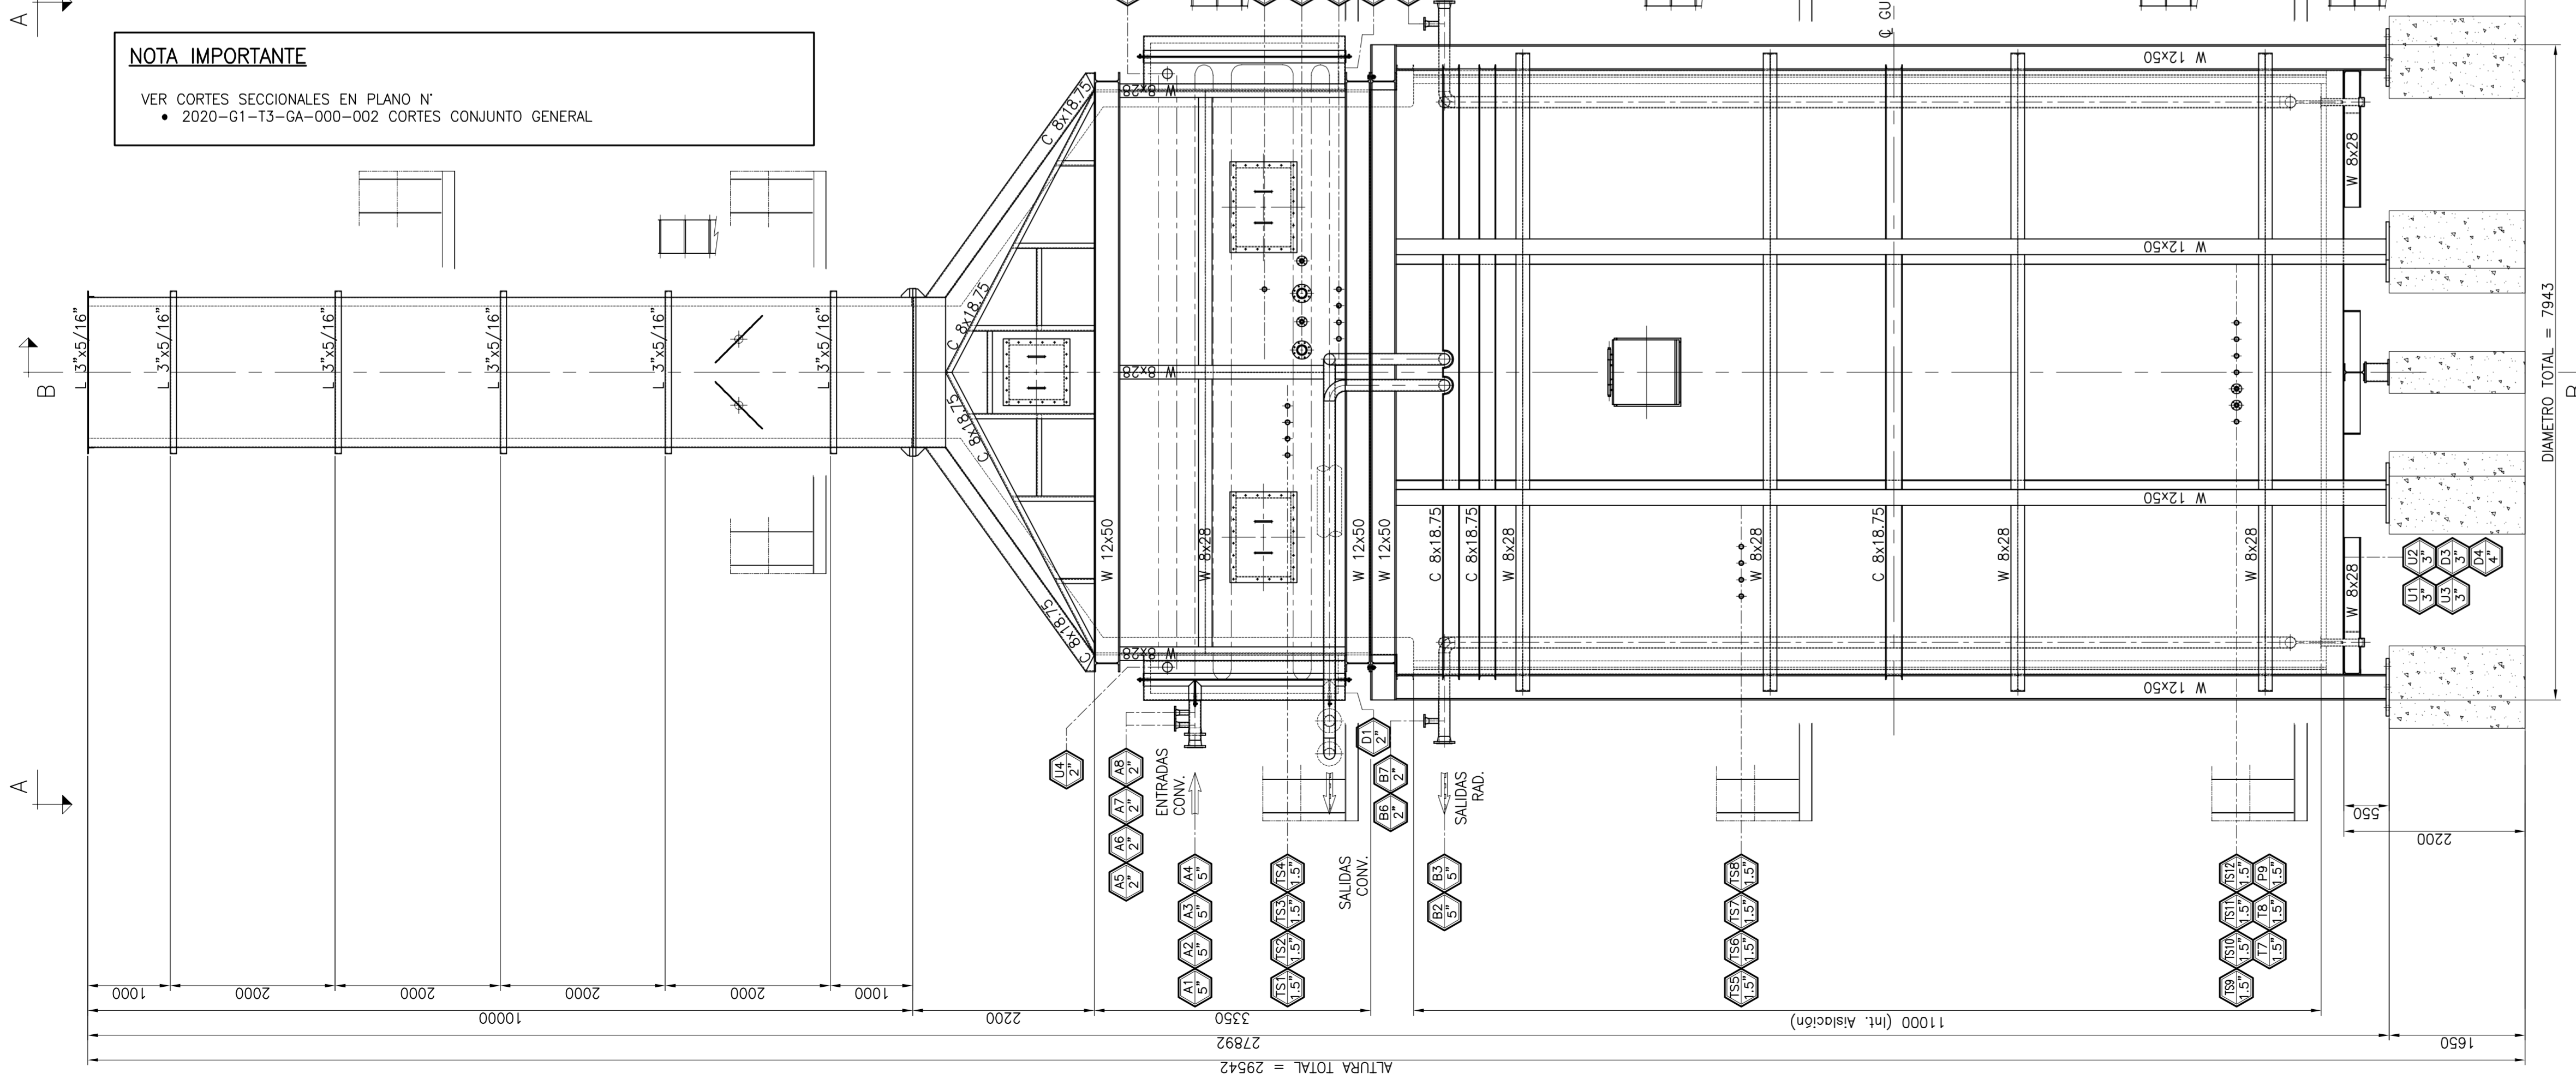 A
NOTA IMPORTANTE
VER CORTES SECCIONALES EN PLANO N°
• 2020-G1-T3-GA-000-002 CORTES CONJUNTO GENERAL
B
A
L 3"x5/16"
L 3"x5/16"
L 3"x5/16"
L 3"x5/16"
L 3"x5/16"
L 3"x5/16"
C 8x18.75
C 8x18.75
C 8x18.75
C 8x18.75
W 8x28
W 8x28
W 8x28
W 12x50
W 8x28
W 12x50
W 12x50
C 8x18.75
C 8x18.75
W 8x28
W 8x28
C 8x18.75
W 8x28
W 8x28
₵ GU
W 12x50
W 12x50
W 12x50
W 12x50
W 8x28
W 8x28
DIAMETRO TOTAL = 7943
U1 3"
U2 3"
U3 3"
D3 3"
D4 4"
U4 2"
A5 2"
A6 2"
A7 2"
A8 2"
ENTRADAS
CONV.
A1 5"
A2 5"
A3 5"
A4 5"
TS1 1.5"
TS2 1.5"
TS3 1.5"
TS4 1.5"
SALIDAS
CONV.
D1 2"
B6 2"
B7 2"
SALIDAS
RAD.
B2 5"
B3 5"
TS5 1.5"
TS6 1.5"
TS7 1.5"
TS8 1.5"
TS9 1.5"
TS10 1.5"
TS11 1.5"
TS12 1.5"
T7 1.5"
T8 1.5"
P9 1.5"
550
2200
1000
2000
2000
2000
2000
1000
10000
2200
3350
11000 (Int. Aislación)
27892
1650
ALTURA TOTAL = 29542